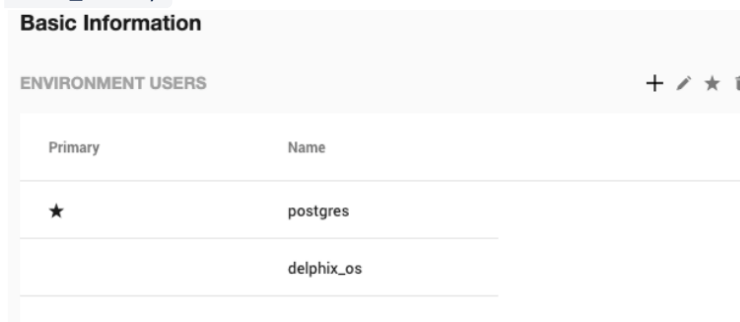 Basic Information
ENVIRONMENT USERS
Primary Name
postgres
delphix_os